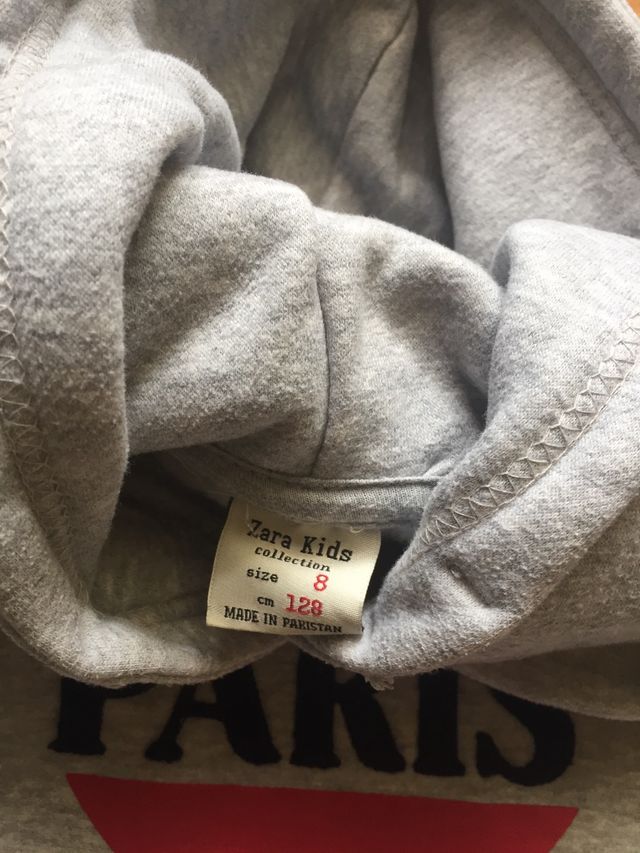 Zara Kids
collection
size 8
cm 128
MADE IN PAKISTAN
PARIS